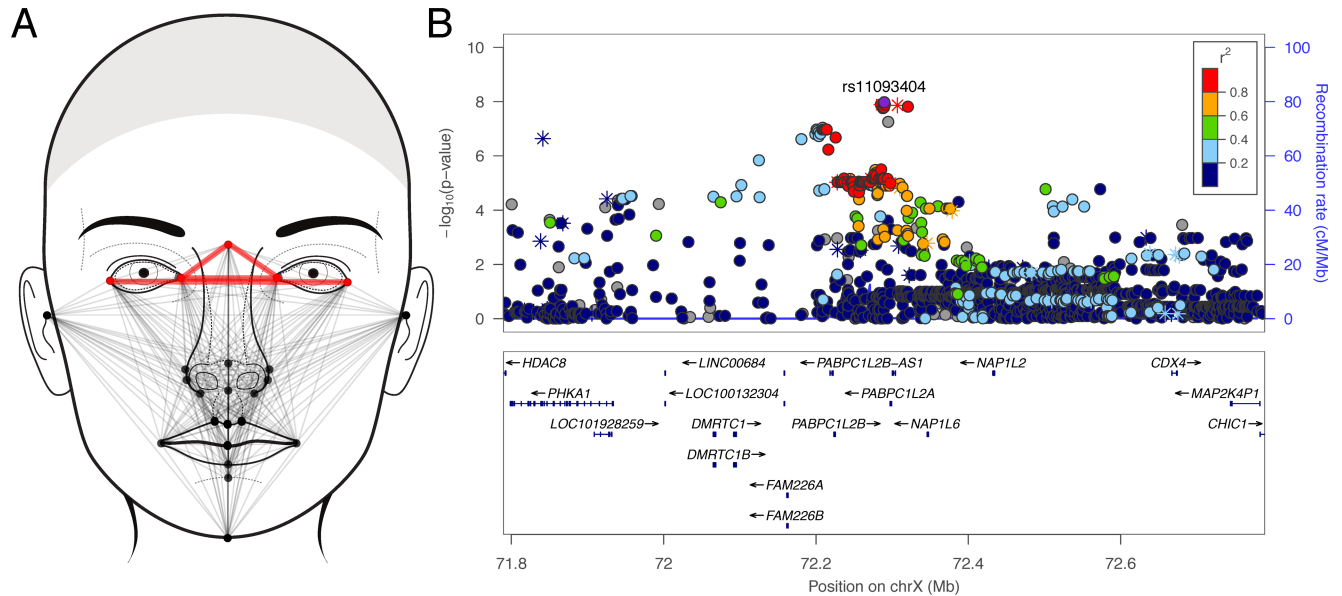 A
B
rs11093404
10
8
6
4
2
0
−log10(p−value)
100
80
60
40
20
0
Recombination rate (cM/Mb)
r2
0.8
0.6
0.4
0.2
←HDAC8
←LINC00684
←PABPC1L2B−AS1
←NAP1L2
CDX4→
←PHKA1
←LOC100132304
←PABPC1L2A
←MAP2K4P1
LOC101928259→
DMRTC1→
PABPC1L2B→
←NAP1L6
CHIC1→
DMRTC1B→
←FAM226A
←FAM226B
71.8
72
72.2
72.4
72.6
Position on chrX (Mb)